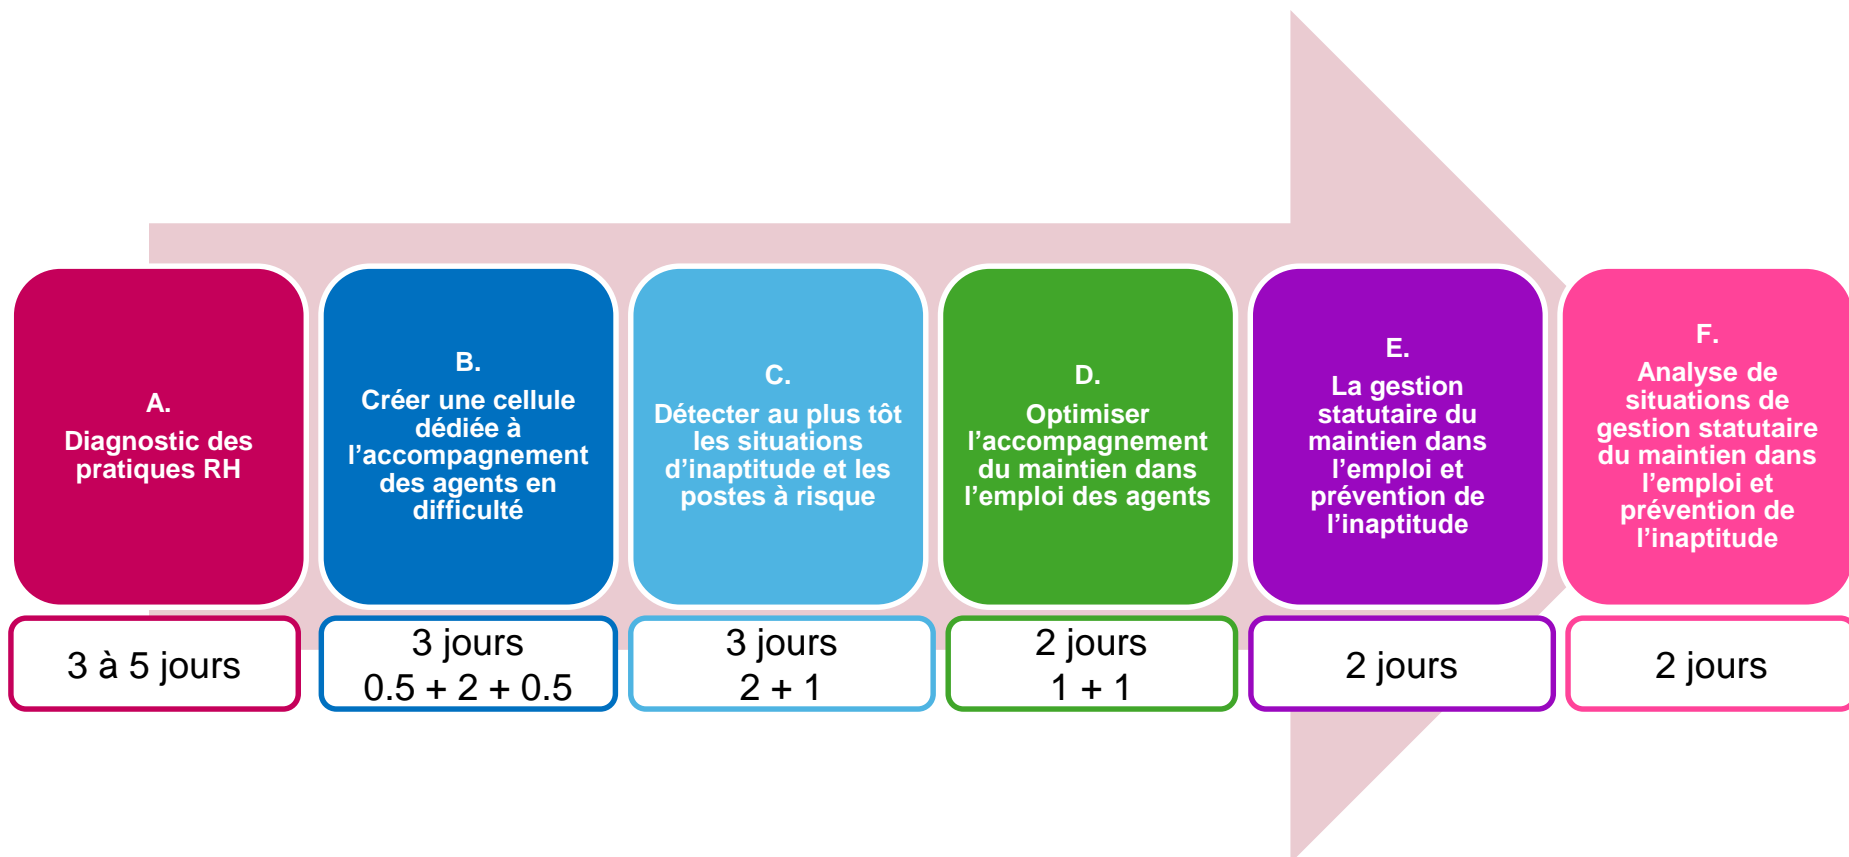 A.
Diagnostic des
pratiques RH
3 à 5 jours
B.
Créer une cellule
dédiée à
l’accompagnement
des agents en
difficulté
3 jours
0.5 + 2 + 0.5
C.
Détecter au plus tôt
les situations
d’inaptitude et les
postes à risque
3 jours
2 + 1
D.
Optimiser
l’accompagnement
du maintien dans
l’emploi des agents
2 jours
1 + 1
E.
La gestion
statutaire du
maintien dans
l’emploi et
prévention de
l’inaptitude
2 jours
F.
Analyse de
situations de
gestion statutaire
du maintien dans
l’emploi et
prévention de
l’inaptitude
2 jours